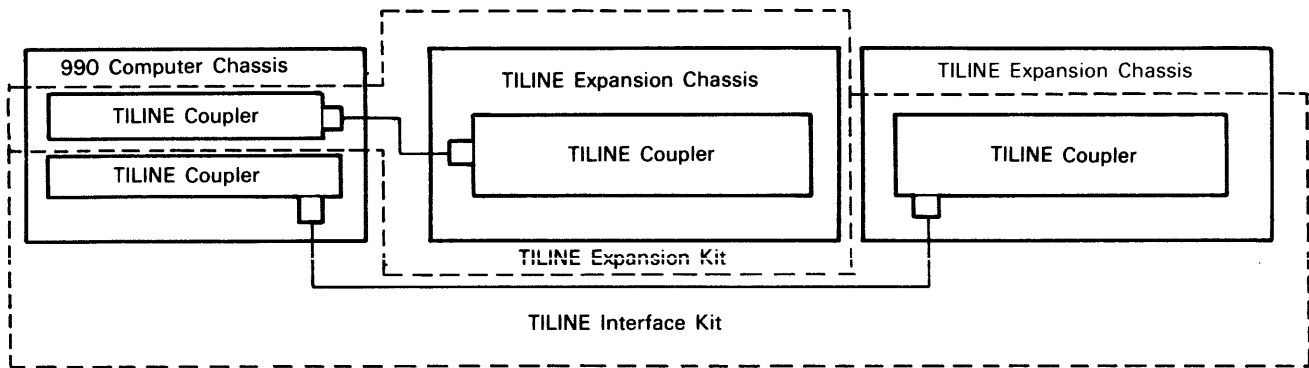 990 Computer Chassis
TILINE Coupler
TILINE Coupler
TILINE Expansion Chassis
TILINE Coupler
TILINE Expansion Chassis
TILINE Coupler
TILINE Expansion Kit
TILINE Interface Kit